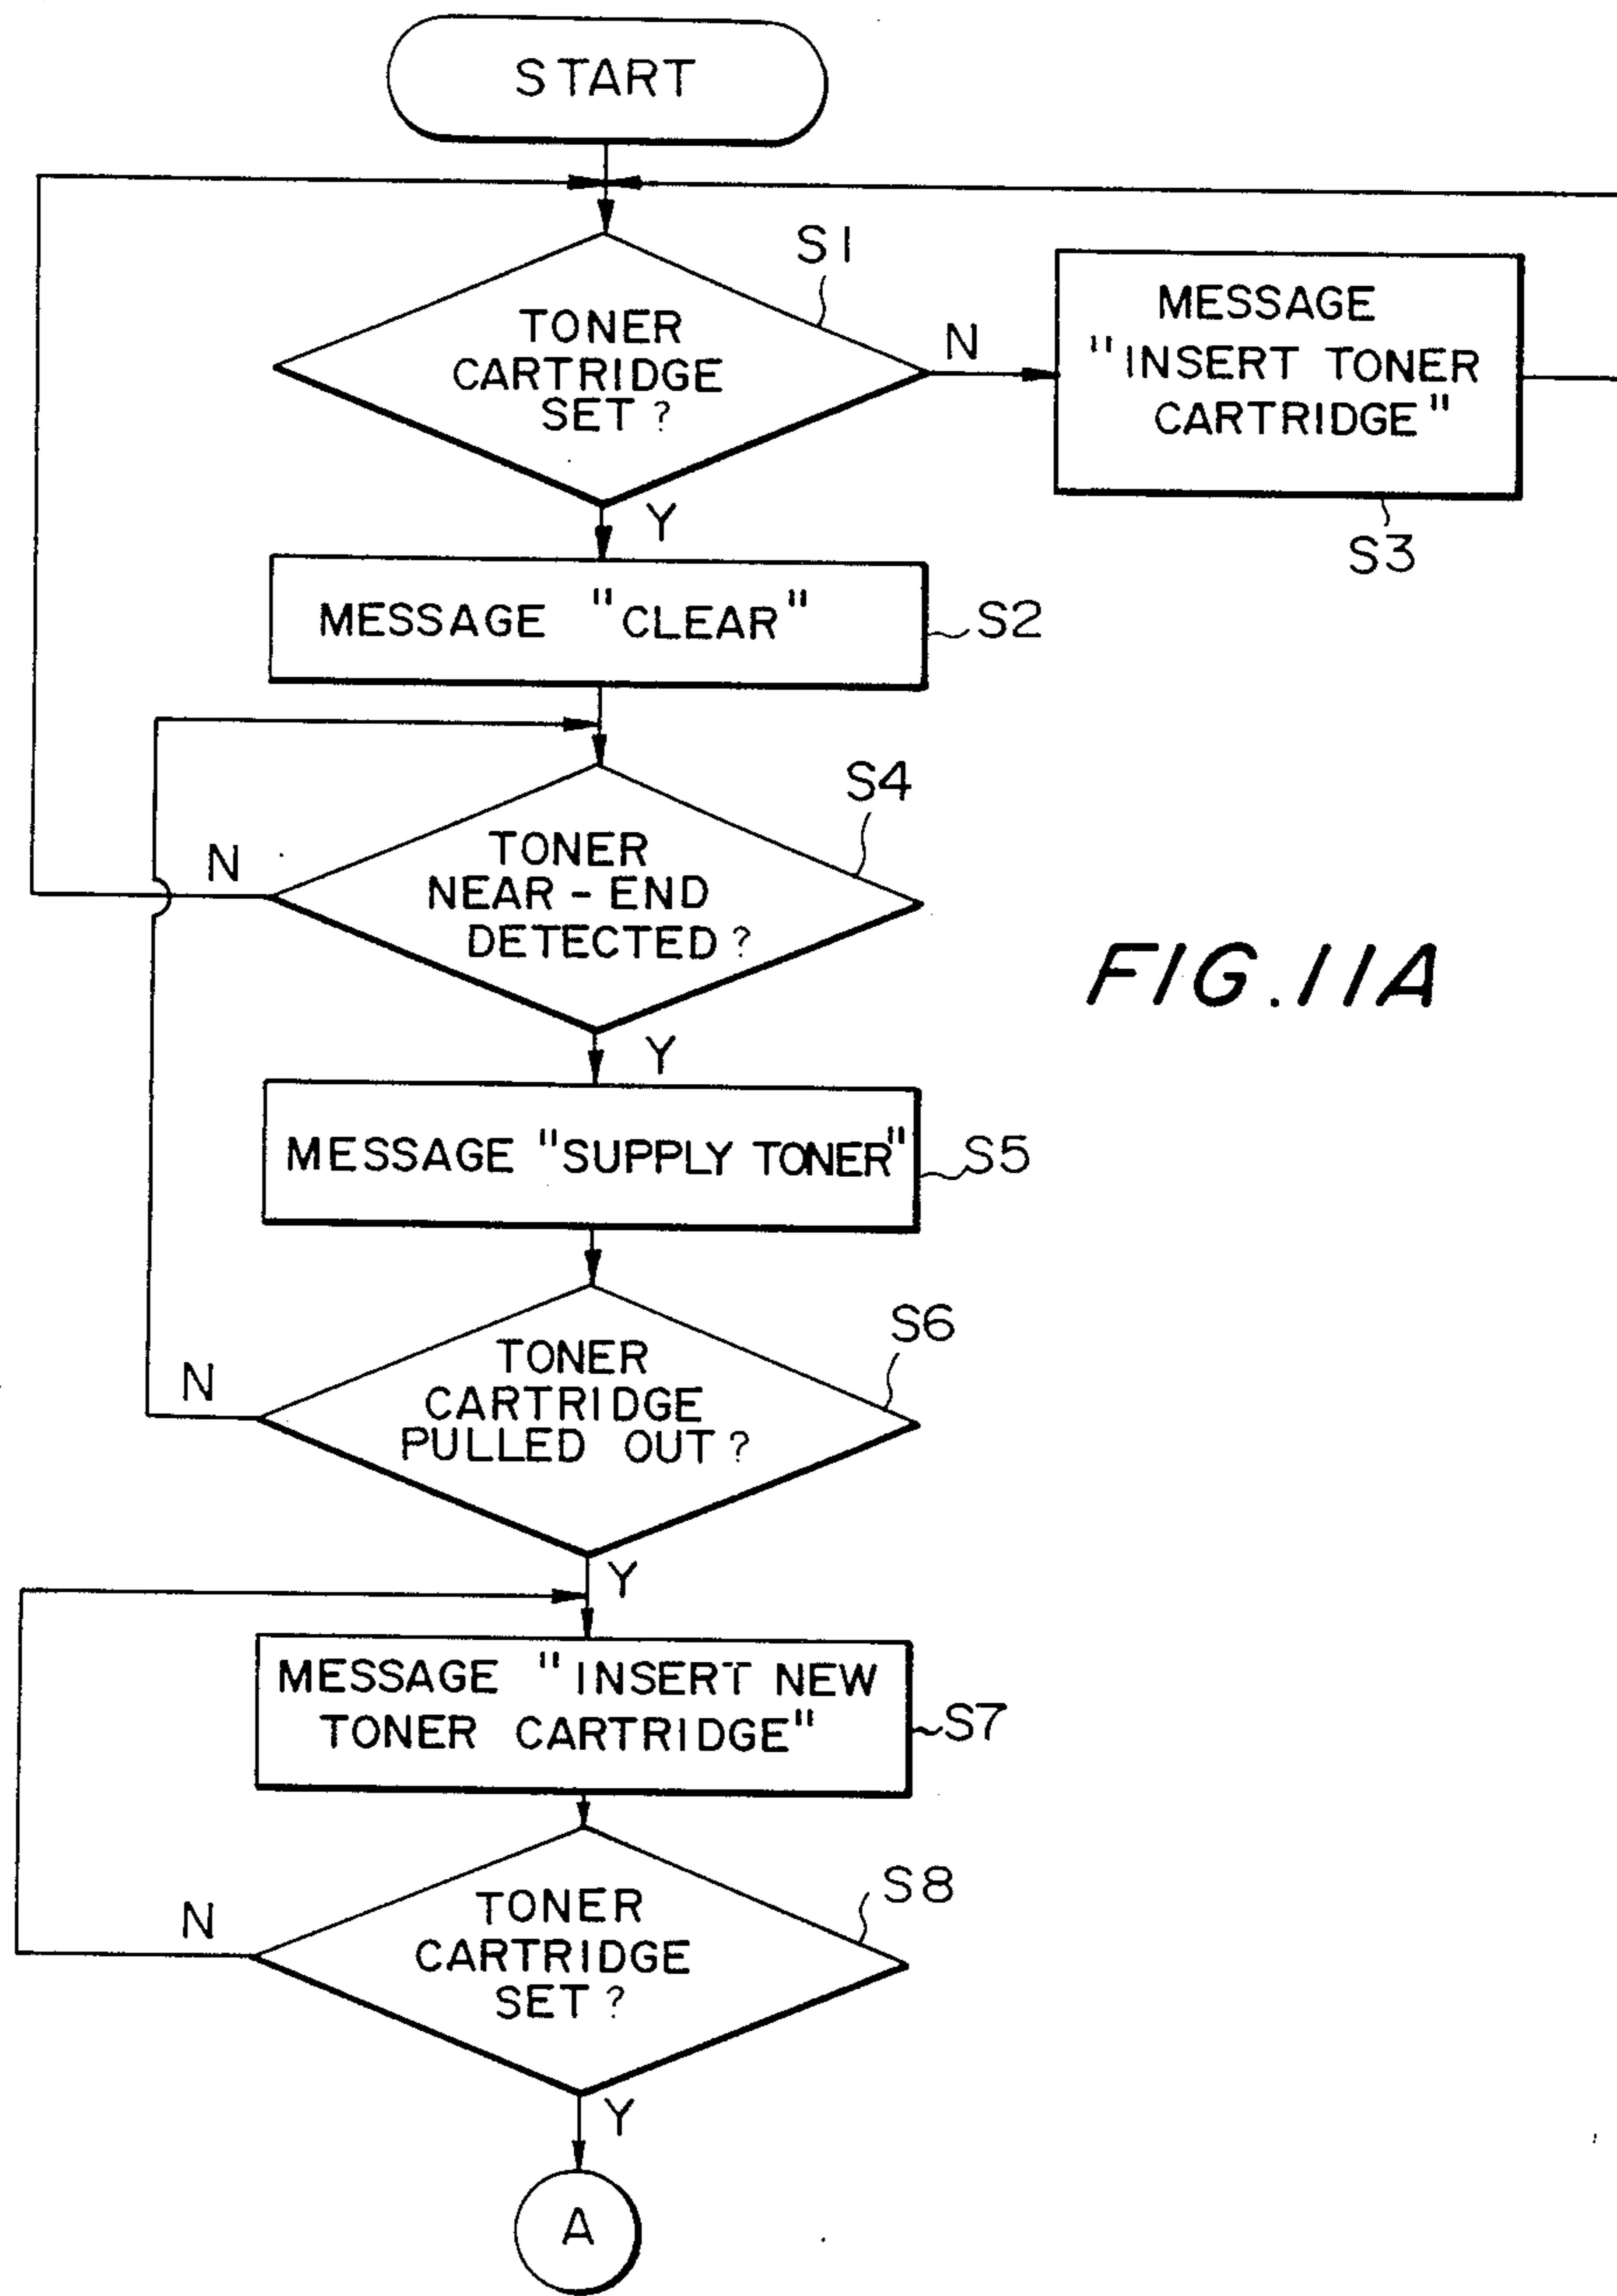 START
S1
TONER
CARTRIDGE
SET?
N
MESSAGE
"INSERT TONER
CARTRIDGE"
S3
Y
MESSAGE "CLEAR"
S2
S4
TONER
NEAR-END
DETECTED?
N
Y
FIG.11A
MESSAGE "SUPPLY TONER"
S5
S6
TONER
CARTRIDGE
PULLED OUT?
N
Y
MESSAGE "INSERT NEW
TONER CARTRIDGE"
S7
S8
TONER
CARTRIDGE
SET?
N
Y
A